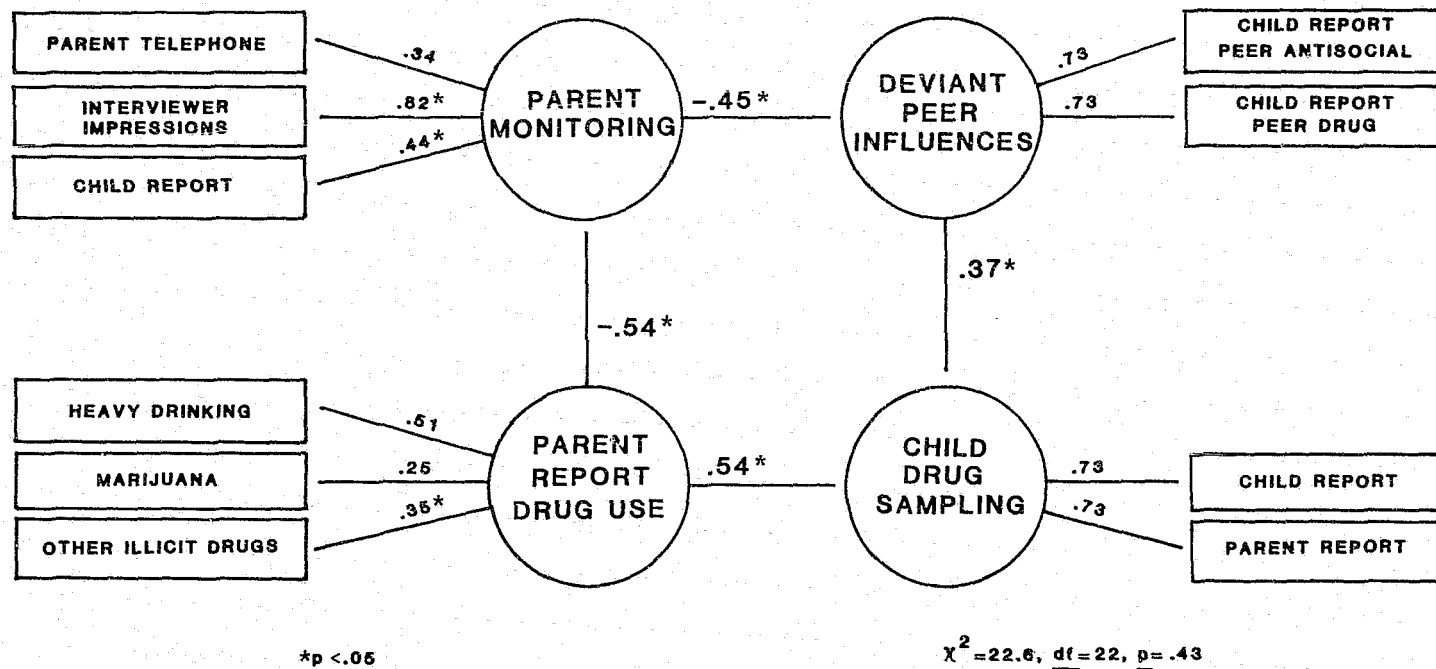 PARENT TELEPHONE
.34
INTERVIEWER
IMPRESSIONS
.82*
CHILD REPORT
.44*
PARENT
MONITORING
-.45*
DEVIANT
PEER
INFLUENCES
.73
CHILD REPORT
PEER ANTISOCIAL
.73
CHILD REPORT
PEER DRUG
-.54*
.37*
HEAVY DRINKING
.51
MARIJUANA
.25
OTHER ILLICIT DRUGS
.35*
PARENT
REPORT
DRUG USE
.54*
CHILD
DRUG
SAMPLING
.73
CHILD REPORT
.73
PARENT REPORT
*p <.05
χ²=22.6, df=22, p=.43